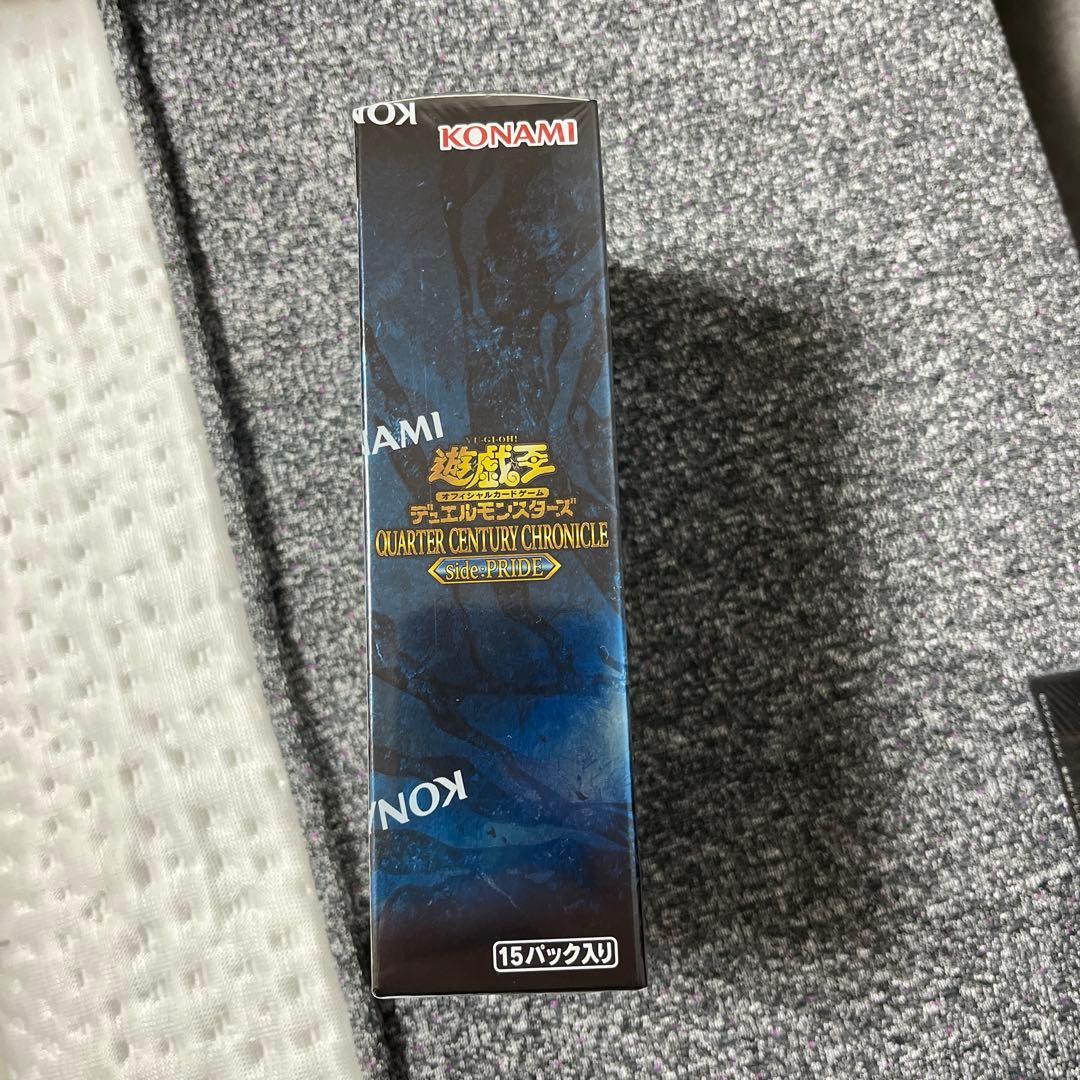 KONAMI
KONAMI
KONAMI
YU-GI-OH!
遊戯王
オフィシャルカードゲーム
デュエルモンスターズ
QUARTER CENTURY CHRONICLE
side:PRIDE
KONA
15パック入り